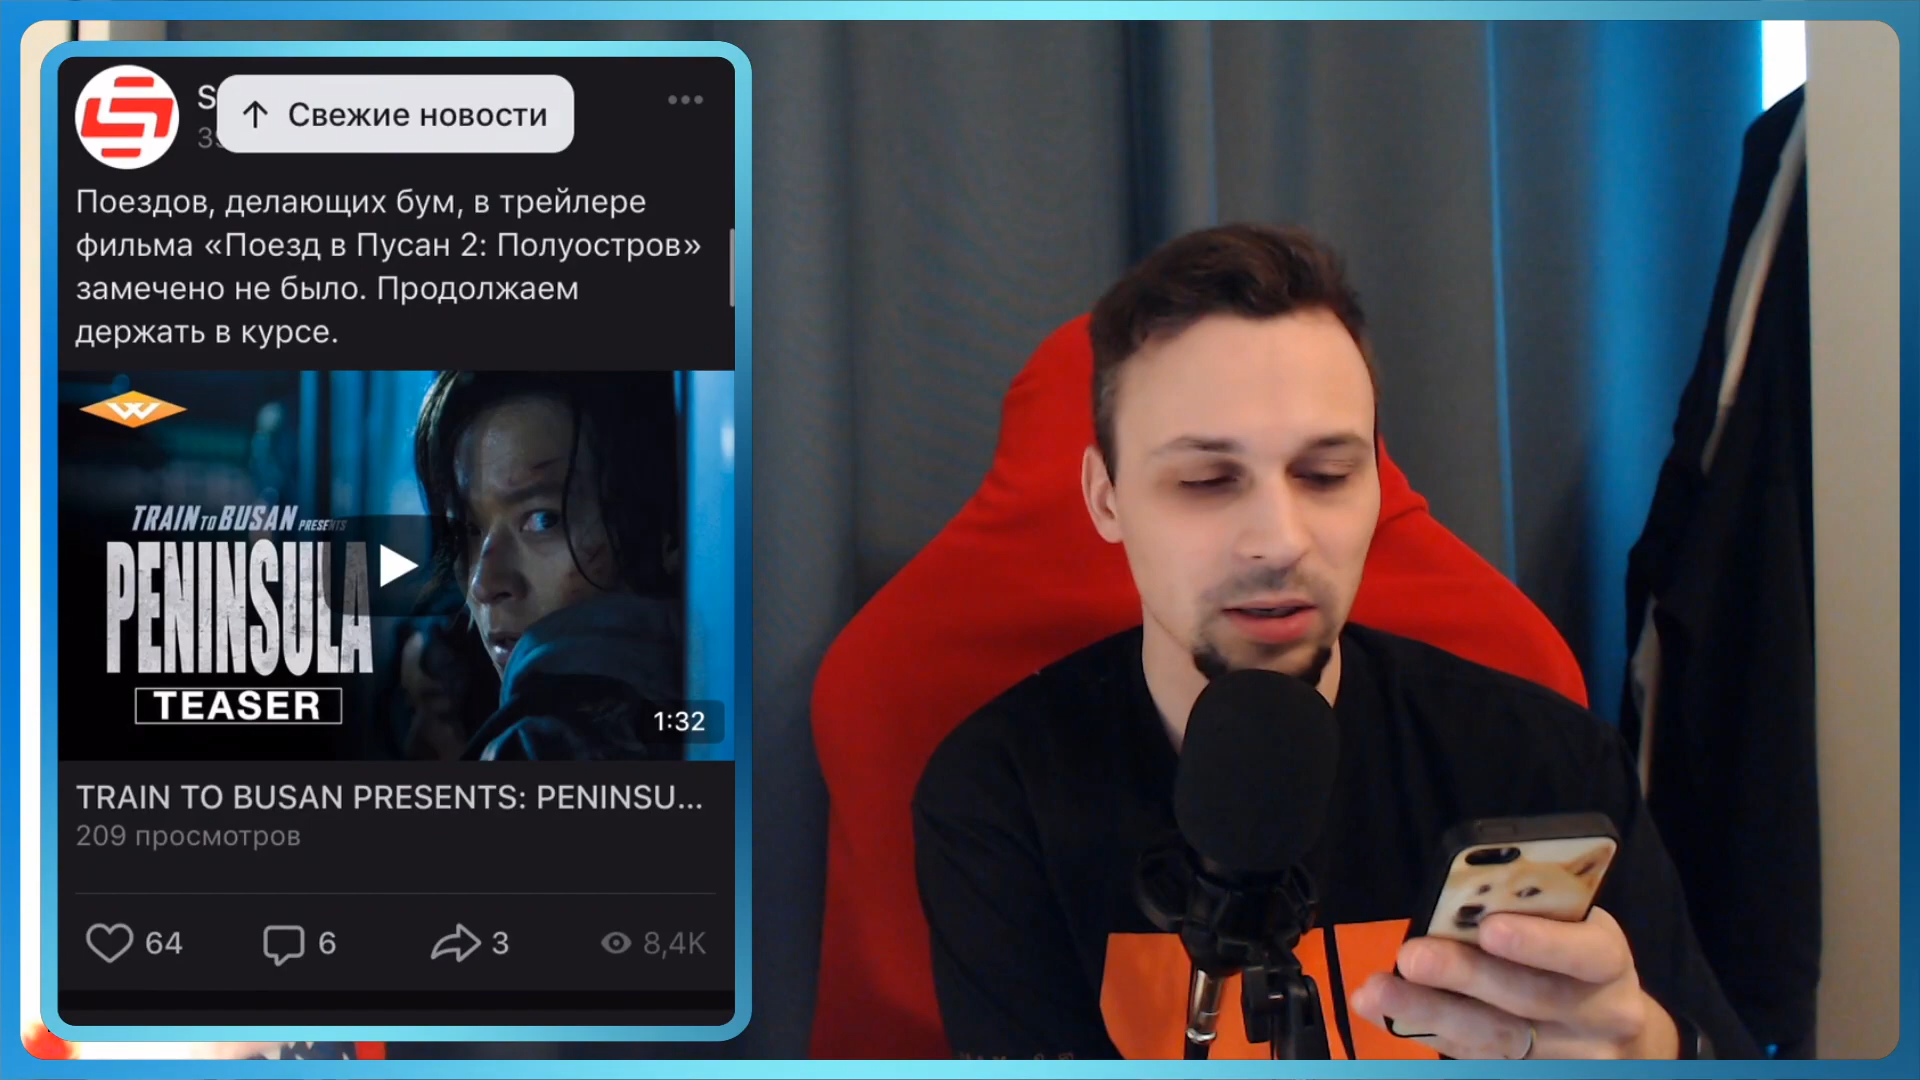 Свежие новости
Поездов, делающих бум, в трейлере
фильма «Поезд в Пусан 2: Полуостров»
замечено не было. Продолжаем
держать в курсе.
TRAIN TO BUSAN PRESENTS
PENINSULA
TEASER
1:32
TRAIN TO BUSAN PRESENTS: PENINSU...
209 просмотров
64
6
3
8,4K